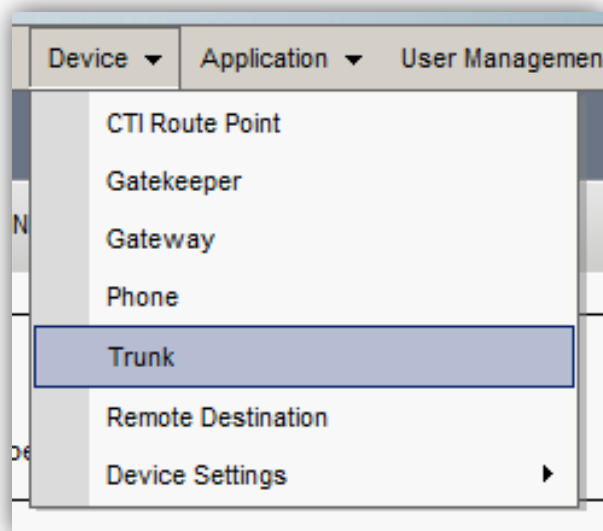 Device Application User Managemen
CTI Route Point
Gatekeeper
N
Gateway
Phone
Trunk
Remote Destination
Device Settings